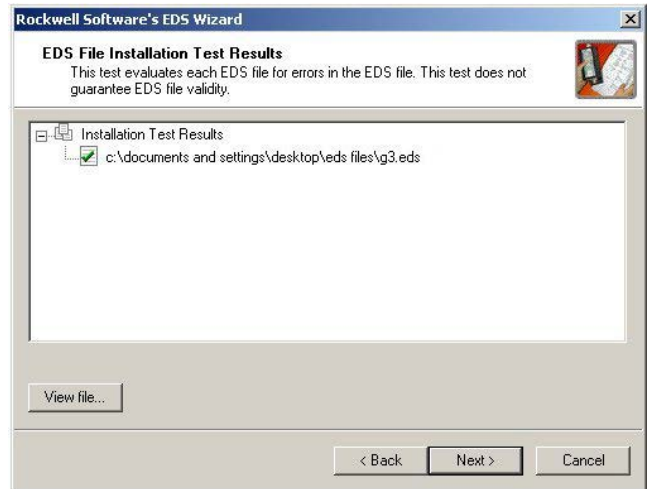 Rockwell Software's EDS Wizard
EDS File Installation Test Results
This test evaluates each EDS file for errors in the EDS file. This test does not
guarantee EDS file validity.
Installation Test Results
c:\documents and settings\desktop\eds files\g3.eds
View file...
< Back
Next >
Cancel